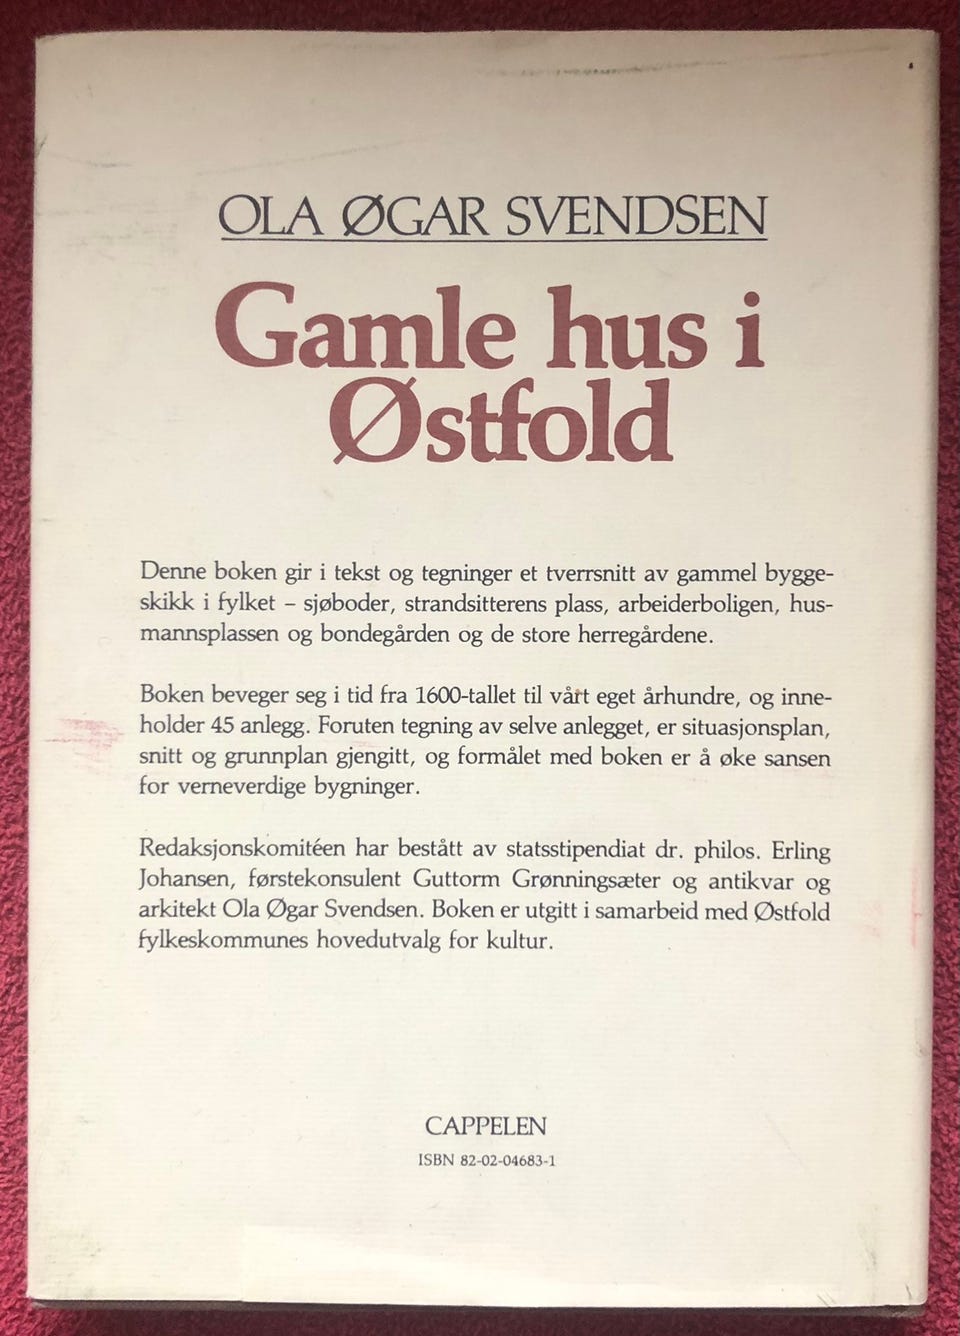 OLA ØGAR SVENDSEN
Gamle hus i
Østfold
Denne boken gir i tekst og tegninger et tverrsnitt av gammel bygge-
skikk i fylket – sjøboder, strandsitterens plass, arbeiderboligen, hus-
mannsplassen og bondegården og de store herregårdene.
Boken beveger seg i tid fra 1600-tallet til vårt eget århundre, og inne-
holder 45 anlegg. Foruten tegning av selve anlegget, er situasjonsplan,
snitt og grunnplan gjengitt, og formålet med boken er å øke sansen
for verneverdige bygninger.
Redaksjonskomitéen har bestått av statsstipendiat dr. philos. Erling
Johansen, førstekonsulent Guttorm Grønningsæter og antikvar og
arkitekt Ola Øgar Svendsen. Boken er utgitt i samarbeid med Østfold
fylkeskommunes hovedutvalg for kultur.
CAPPELEN
ISBN 82-02-04683-1